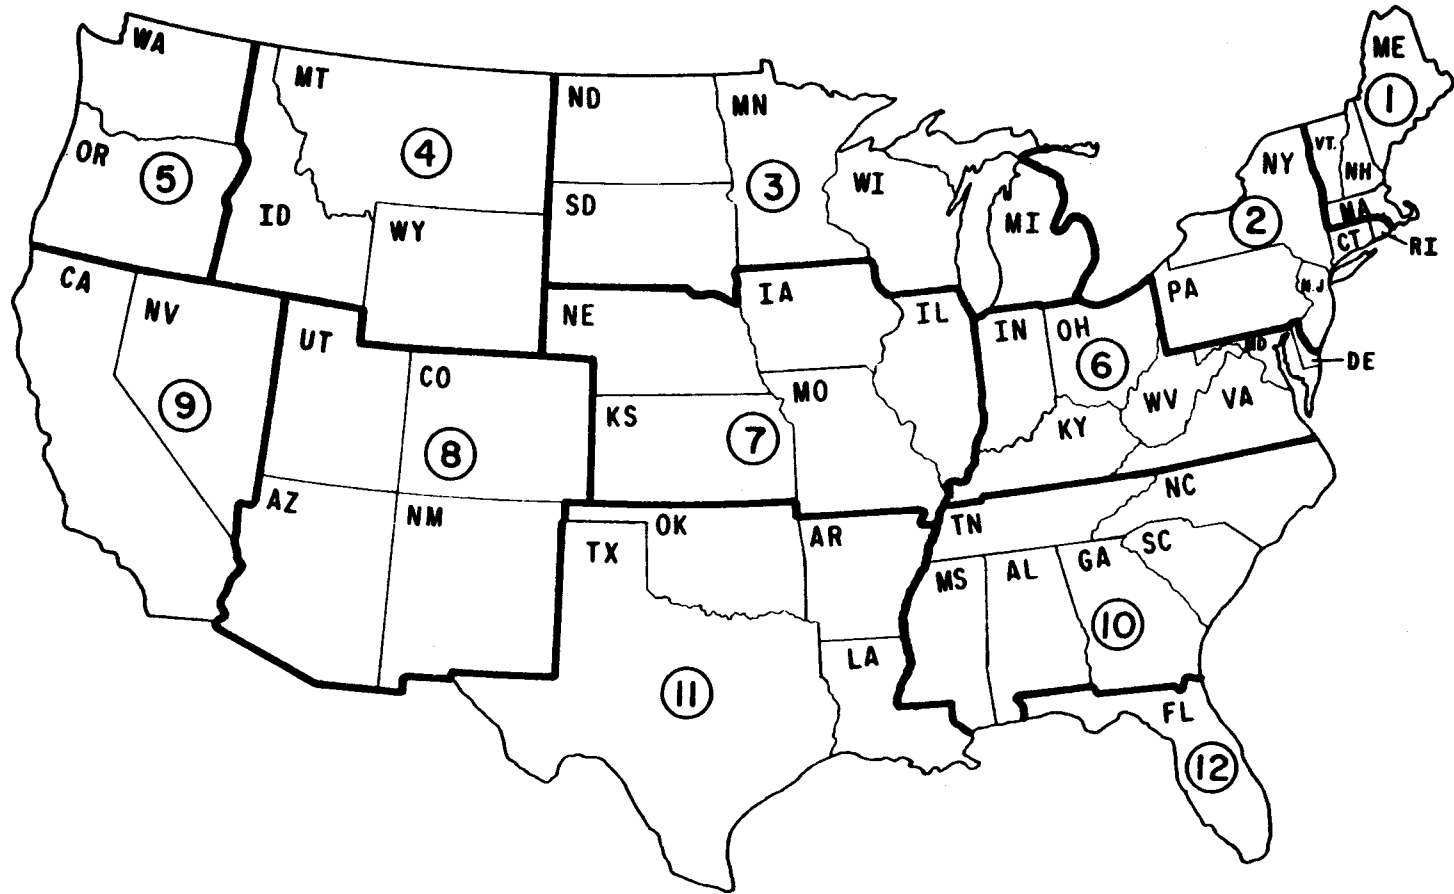 WA
MT
ND
MN
ME
1
OR
5
4
3
WI
NY
VT.
NH
ID
SD
WY
MI
2
MA
CT
RI
CA
NV
UT
NE
IA
IL
IN
OH
PA
N.J
CO
MO
6
MD
DE
9
8
KS
7
KY
WV
VA
AZ
NM
OK
TX
AR
TN
NC
SC
GA
AL
MS
10
LA
11
FL
12